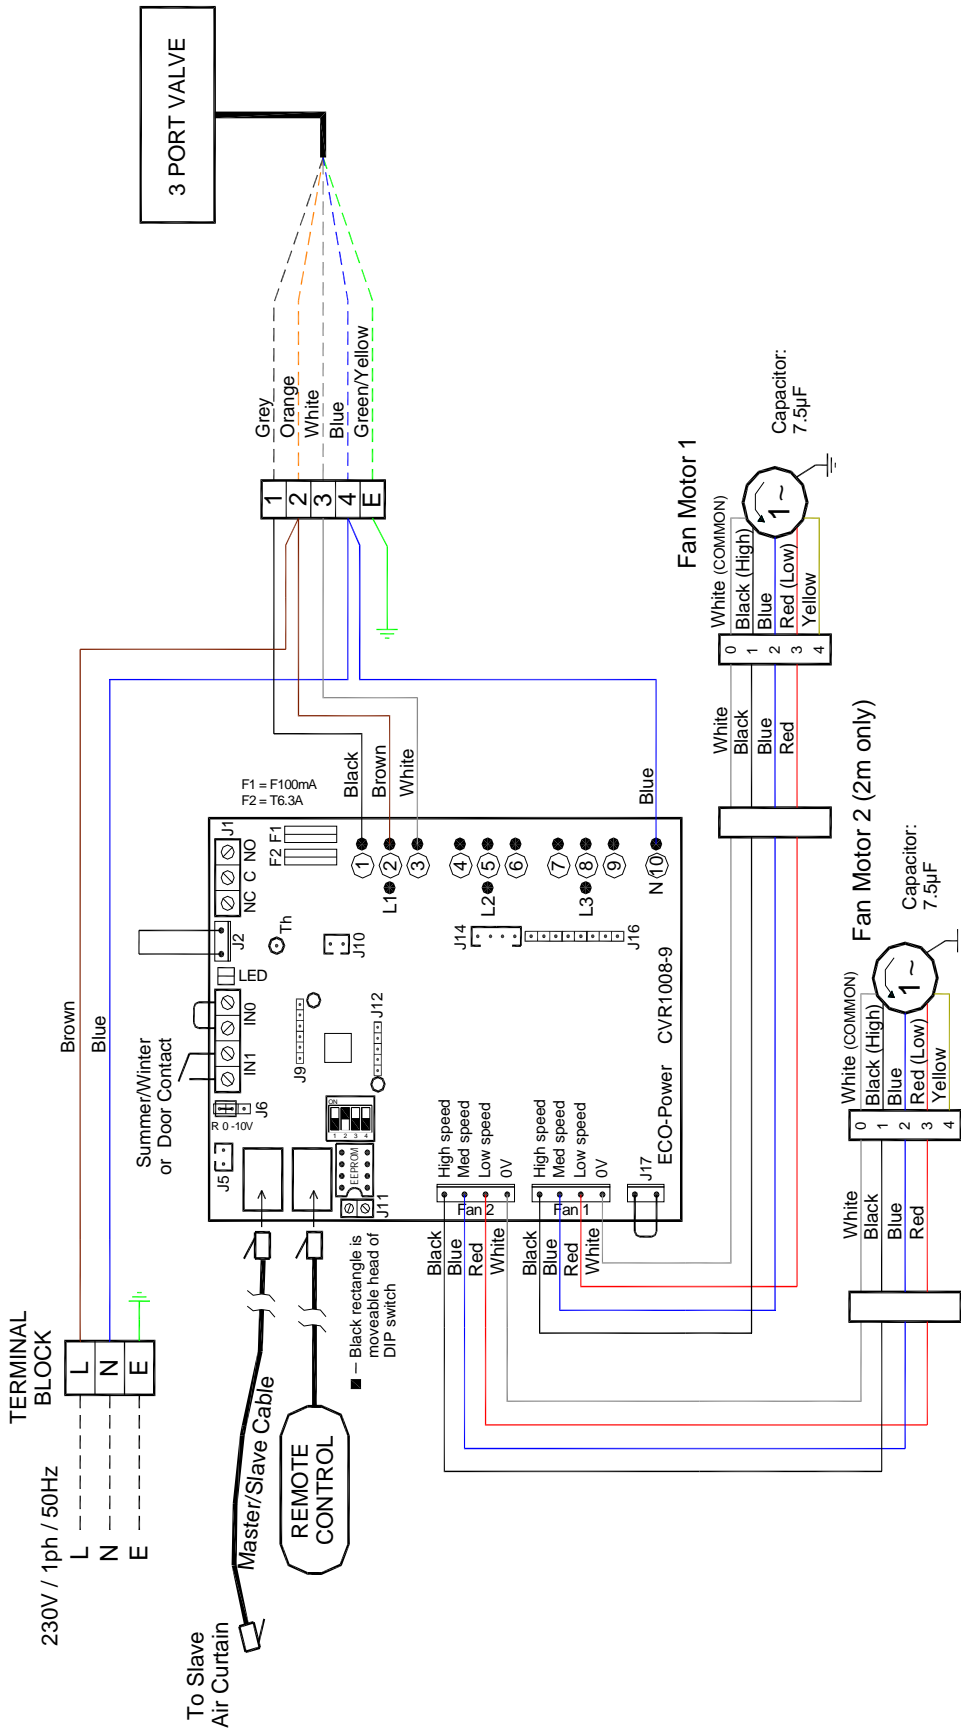 230V / 1ph / 50Hz
L
N
E
TERMINAL
BLOCK
L
N
E
Brown
Blue
To Slave
Air Curtain
Master/Slave Cable
REMOTE
CONTROL
– Black rectangle is
moveable head of
DIP switch
Summer/Winter
or Door Contact
J5
R 0 -10V
J6
IN1
IN0
LED
J2
NC C NO
J1
F1 = F100mA
F2 = T6.3A
F2 F1
Th
J10
J9
J12
ON
1 2 3 4
EEPROM
J11
J14
J16
1
2
3
L1
4
5
6
L2
7
8
9
L3
N 10
Black
Brown
White
Blue
ECO-Power CVR1008-9
High speed
Med speed
Low speed
0V
Fan 2
High speed
Med speed
Low speed
0V
Fan 1
J17
Black
Blue
Red
White
Black
Blue
Red
White
1
2
3
4
E
Grey
Orange
White
Blue
Green/Yellow
3 PORT VALVE
Fan Motor 1
White
Black
Blue
Red
0
1
2
3
4
White (COMMON)
Black (High)
Blue
Red (Low)
Yellow
1 ~
Capacitor:
7.5µF
Fan Motor 2 (2m only)
White
Black
Blue
Red
0
1
2
3
4
White (COMMON)
Black (High)
Blue
Red (Low)
Yellow
1 ~
Capacitor:
7.5µF